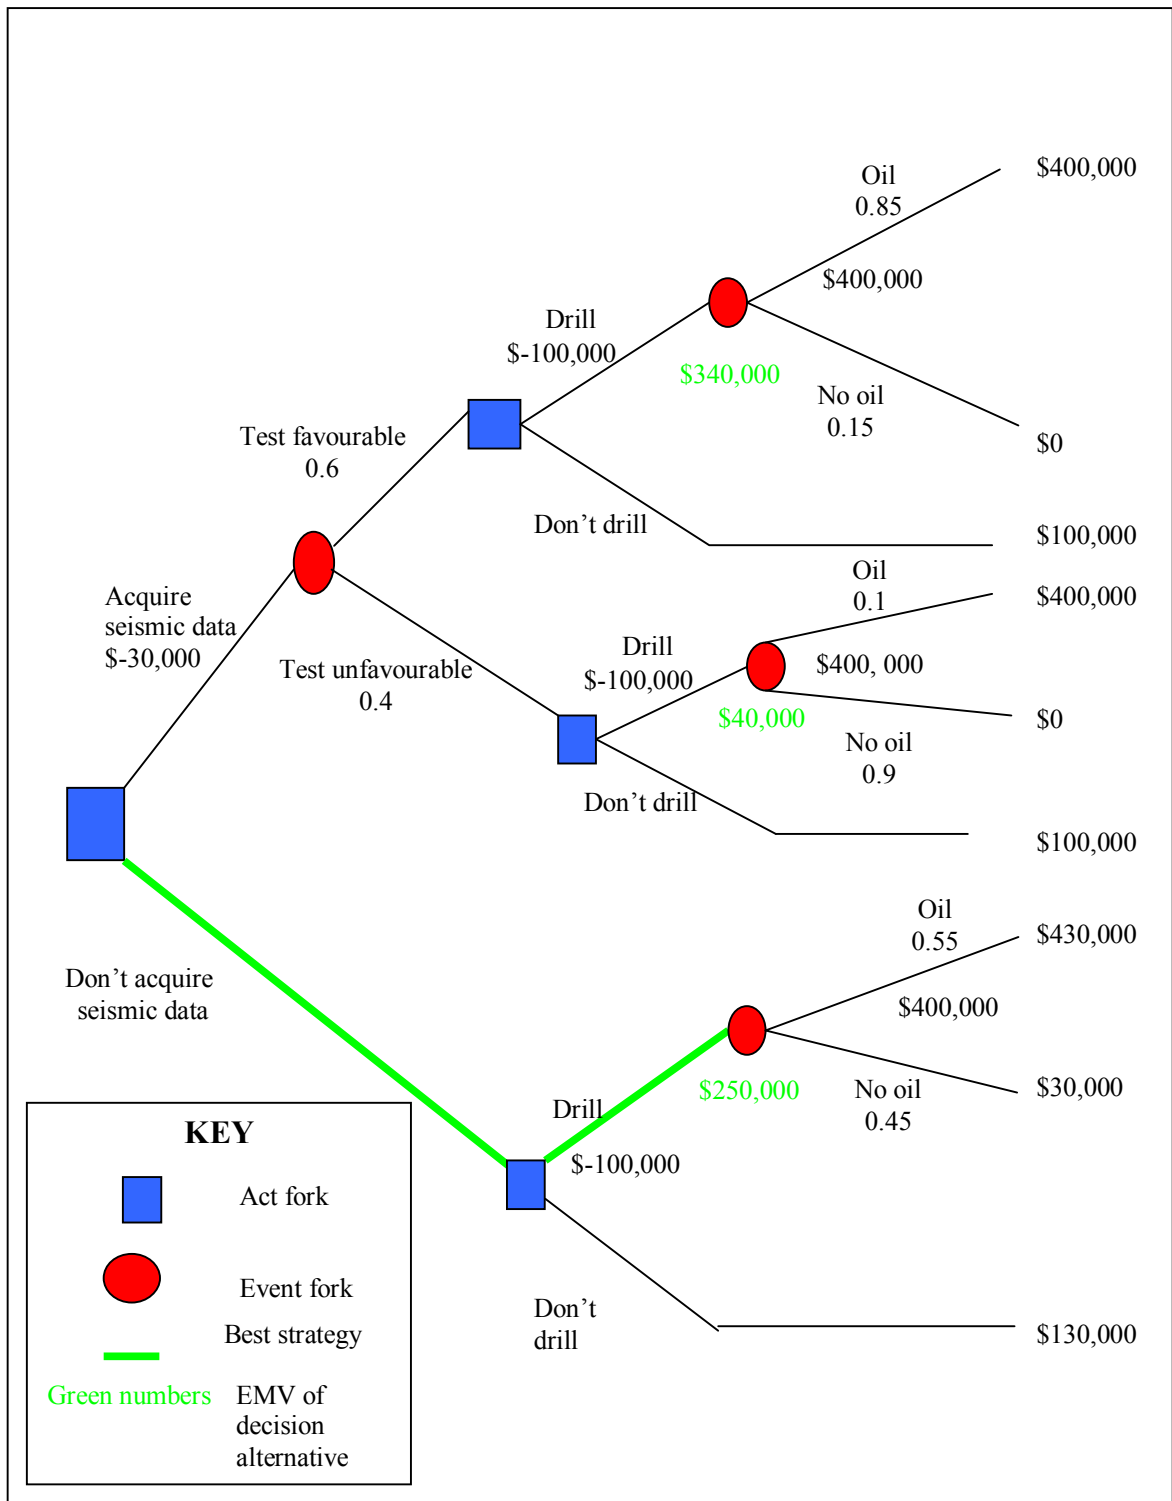 $400,000
Oil
0.85
$400,000
Drill
$-100,000
$340,000
No oil
0.15
$0
Test favourable
0.6
Don't drill
$100,000
Oil
0.1
$400,000
Acquire
seismic data
$-30,000
Drill
$-100,000
$400, 000
Test unfavourable
0.4
$40,000
$0
No oil
0.9
Don't drill
$100,000
Oil
0.55
$430,000
Don't acquire
seismic data
$400,000
$250,000
No oil
0.45
$30,000
Drill
$-100,000
Don't
drill
$130,000
KEY
Act fork
Event fork
Best strategy
Green numbers
EMV of
decision
alternative